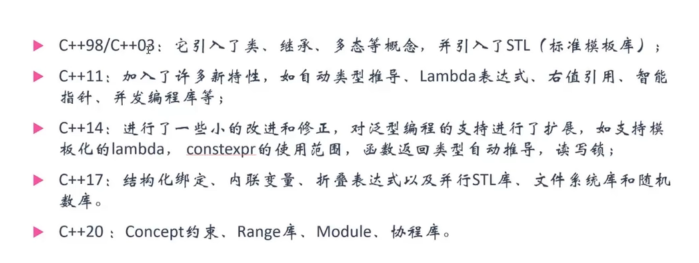 C++98/C++03：它引入了类、继承、多态等概念，并引入了STL（标准模板库）；
C++11：加入了许多新特性，如自动类型推导、Lambda表达式、右值引用、智能
指针、并发编程库等；
C++14：进行了一些小的改进和修正，对泛型编程的支持进行了扩展，如支持模
板化的lambda， constexpr的使用范围，函数返回类型自动推导，读写锁；
C++17：结构化绑定、内联变量、折叠表达式以及并行STL库、文件系统库和随机
数库。
C++20 ：Concept约束、Range库、Module、协程库。